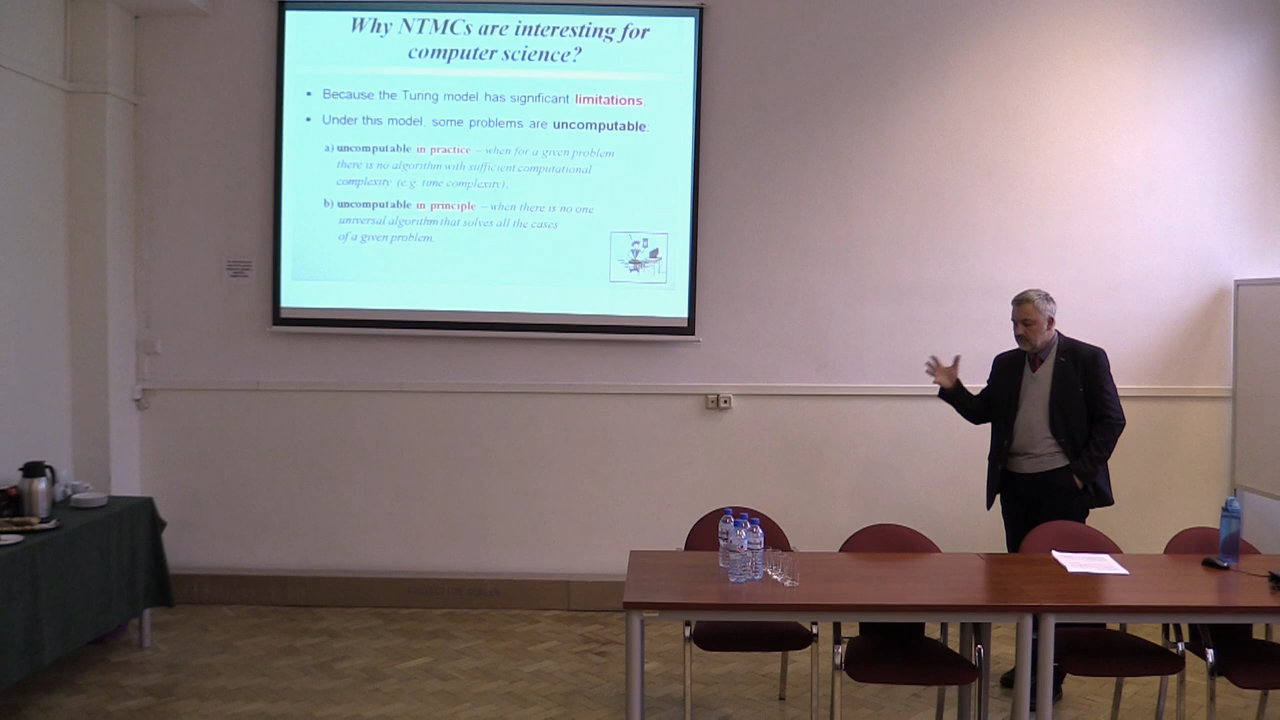 Why NTMCs are interesting for
computer science?
▪ Because the Turing model has significant limitations.
▪ Under this model, some problems are uncomputable:
a) uncomputable in practice – when for a given problem
there is no algorithm with sufficient computational
complexity (e.g. time complexity),
b) uncomputable in principle – when there is no one
universal algorithm that solves all the cases
of a given problem.